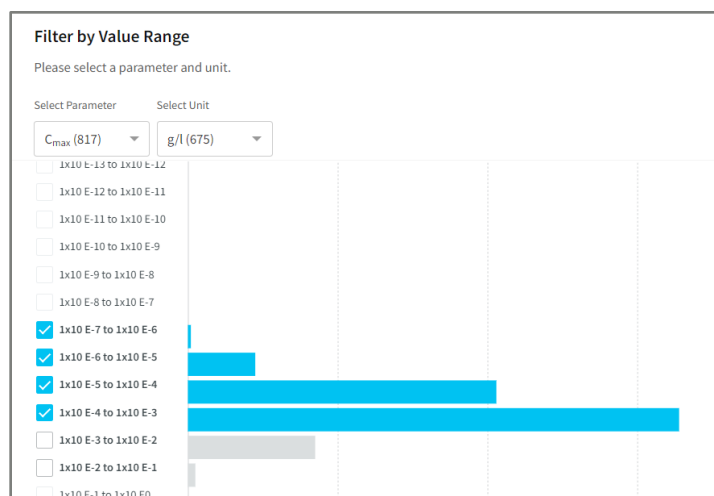 Filter by Value Range
Please select a parameter and unit.
Select Parameter Select Unit
Cmax (817) g/l (675)
1x10 E-13 to 1x10 E-12
1x10 E-12 to 1x10 E-11
1x10 E-11 to 1x10 E-10
1x10 E-10 to 1x10 E-9
1x10 E-9 to 1x10 E-8
1x10 E-8 to 1x10 E-7
1x10 E-7 to 1x10 E-6
1x10 E-6 to 1x10 E-5
1x10 E-5 to 1x10 E-4
1x10 E-4 to 1x10 E-3
1x10 E-3 to 1x10 E-2
1x10 E-2 to 1x10 E-1
1x10 E-1 to 1x10 E0